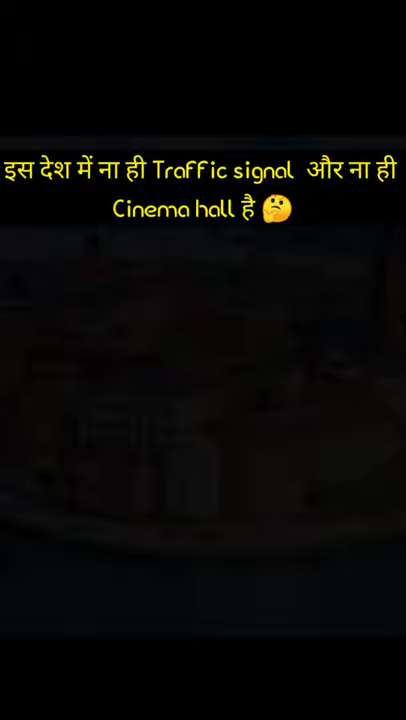 इस देश में ना ही Traffic signal और ना ही
Cinema hall है 🤔